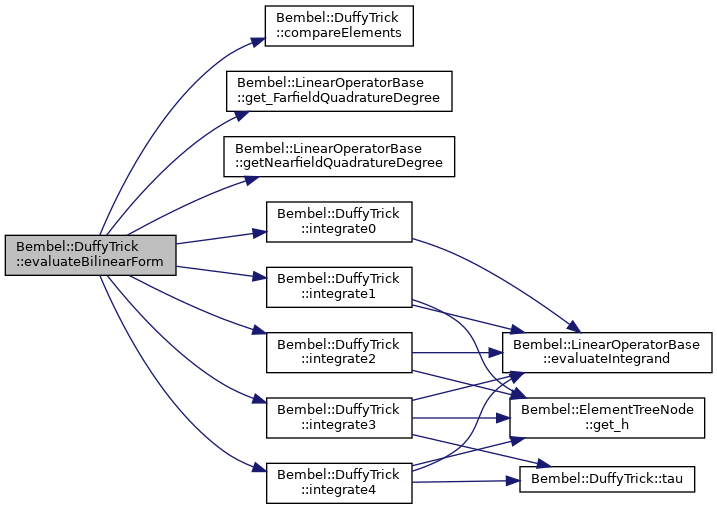 Bembel::DuffyTrick
::evaluateBilinearForm
Bembel::DuffyTrick
::compareElements
Bembel::LinearOperatorBase
::get_FarfieldQuadratureDegree
Bembel::LinearOperatorBase
::getNearfieldQuadratureDegree
Bembel::DuffyTrick
::integrate0
Bembel::DuffyTrick
::integrate1
Bembel::DuffyTrick
::integrate2
Bembel::DuffyTrick
::integrate3
Bembel::DuffyTrick
::integrate4
Bembel::LinearOperatorBase
::evaluateIntegrand
Bembel::ElementTreeNode
::get_h
Bembel::DuffyTrick::tau